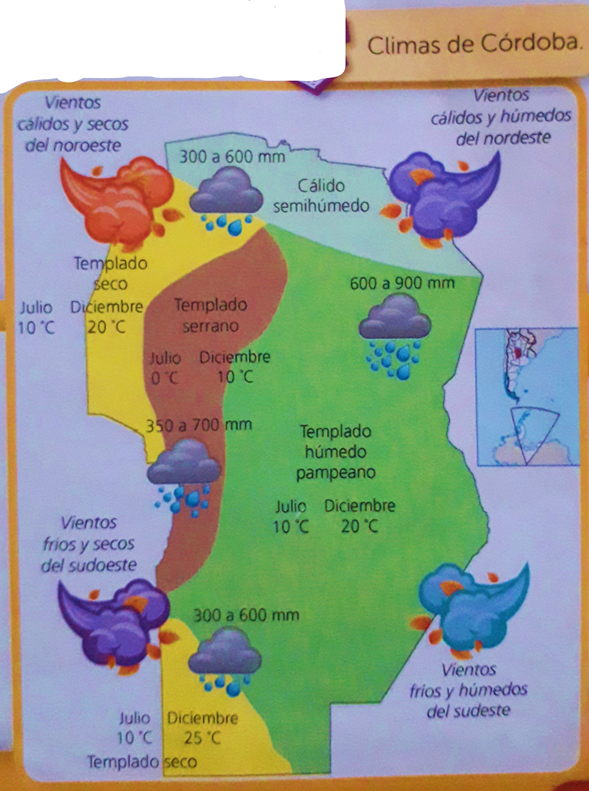 Climas de Córdoba.
Vientos
cálidos y secos
del noroeste
Vientos
cálidos y húmedos
del nordeste
300 a 600 mm
Cálido
semihúmedo
Templado
seco
Julio Diciembre
10 °C 20 °C
Templado
serrano
Julio Diciembre
0 °C 10 °C
600 a 900 mm
350 a 700 mm
Templado
húmedo
pampeano
Julio Diciembre
10 °C 20 °C
Vientos
fríos y secos
del sudoeste
300 a 600 mm
Vientos
fríos y húmedos
del sudeste
Julio Diciembre
10 °C 25 °C
Templado seco